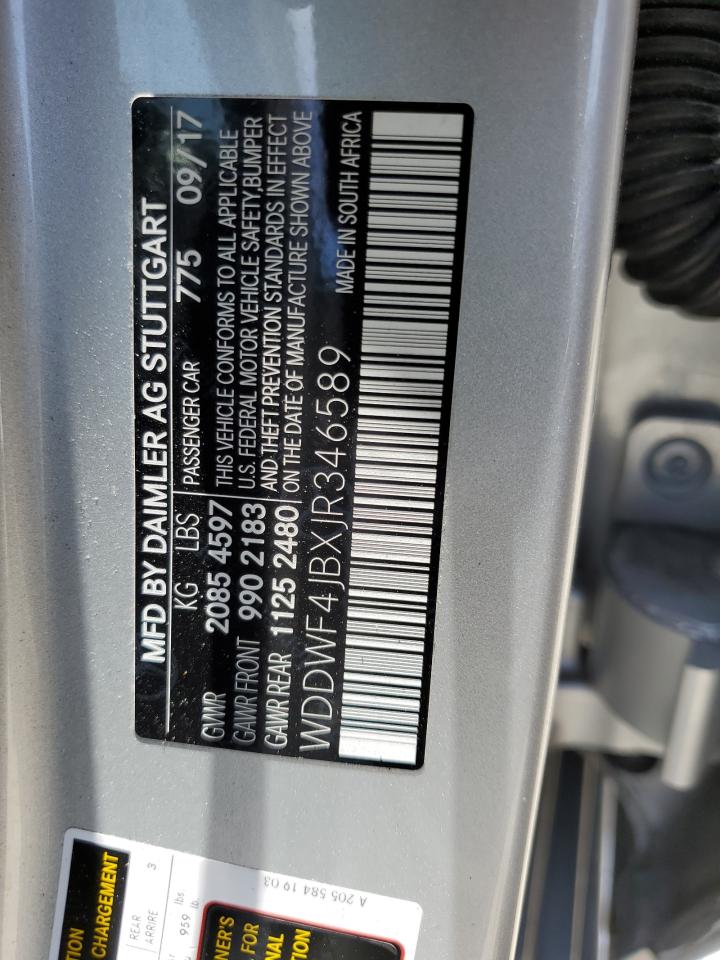 MFD BY DAIMLER AG STUTTGART
KG LBS PASSENGER CAR 775 09/17
GVWR 2085 4597 THIS VEHICLE CONFORMS TO ALL APPLICABLE
GAWR FRONT 990 2183 U.S. FEDERAL MOTOR VEHICLE SAFETY,BUMPER
GAWR REAR 1125 2480 AND THEFT PREVENTION STANDARDS IN EFFECT
ON THE DATE OF MANUFACTURE SHOWN ABOVE
WDDWF4JBXJR346589 MADE IN SOUTH AFRICA
CHARGEMENT
REAR
ARRIRE 3
959 lbs.
A 205 584 19 03